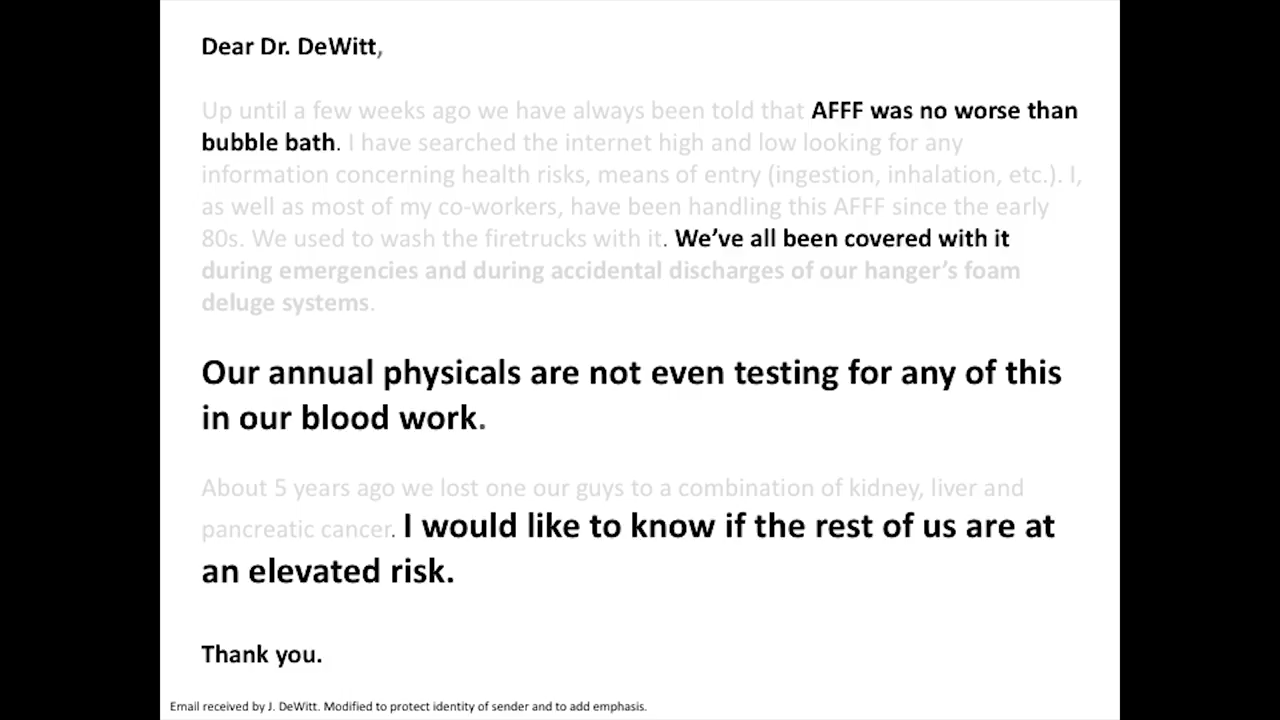 Dear Dr. DeWitt,
Up until a few weeks ago we have always been told that AFFF was no worse than
bubble bath. I have searched the internet high and low looking for any
information concerning health risks, means of entry (ingestion, inhalation, etc.). I,
as well as most of my co-workers, have been handling this AFFF since the early
80s. We used to wash the firetrucks with it. We’ve all been covered with it
during emergencies and during accidental discharges of our hanger’s foam
deluge systems.
Our annual physicals are not even testing for any of this
in our blood work.
About 5 years ago we lost one our guys to a combination of kidney, liver and
pancreatic cancer. I would like to know if the rest of us are at
an elevated risk.
Thank you.
Email received by J. DeWitt. Modified to protect identity of sender and to add emphasis.